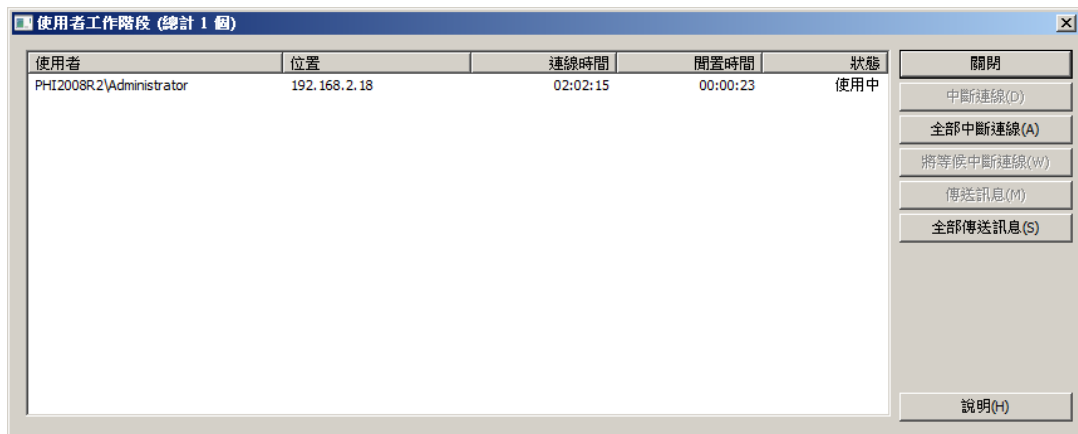 使用者工作階段 (總計 1 個)
使用者 位置 連線時間 閒置時間 狀態
PHI2008R2\Administrator 192.168.2.18 02:02:15 00:00:23 使用中
關閉
中斷連線(D)
全部中斷連線(A)
將等候中斷連線(W)
傳送訊息(M)
全部傳送訊息(S)
說明(H)